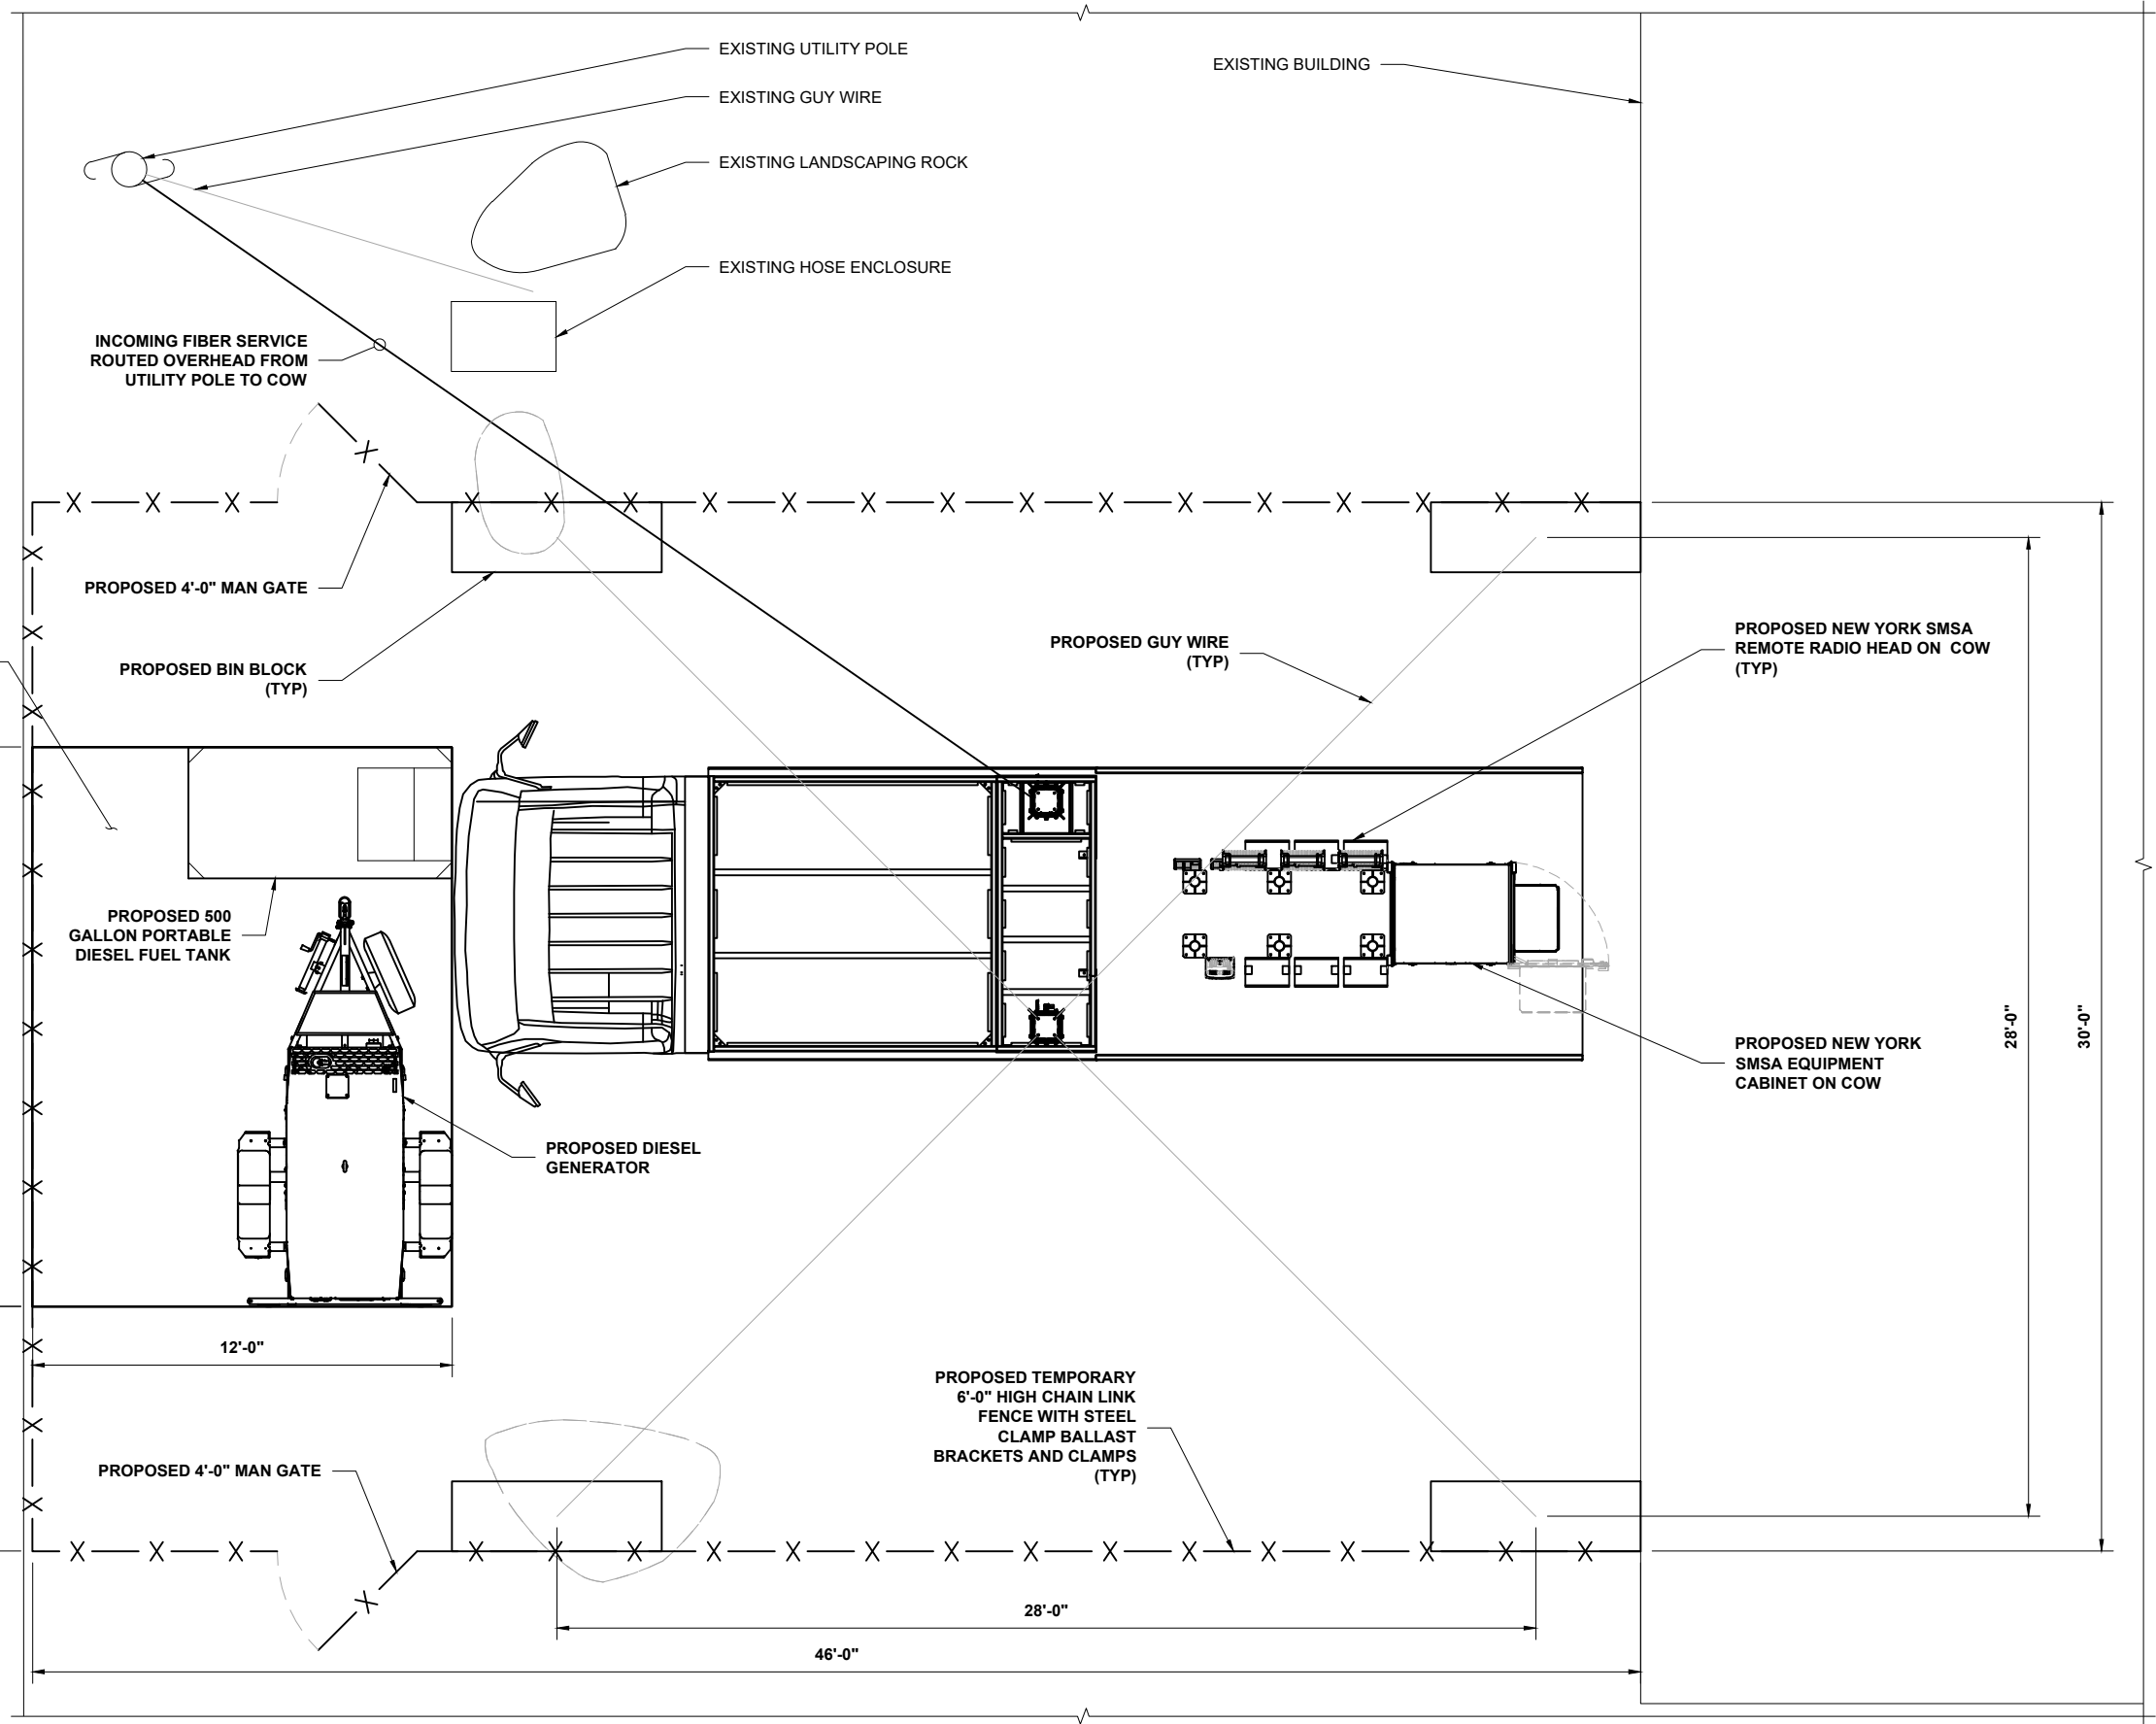 EXISTING UTILITY POLE
EXISTING BUILDING
EXISTING GUY WIRE
EXISTING LANDSCAPING ROCK
EXISTING HOSE ENCLOSURE
INCOMING FIBER SERVICE
ROUTED OVERHEAD FROM
UTILITY POLE TO COW
PROPOSED 4'-0" MAN GATE
PROPOSED BIN BLOCK
(TYP)
PROPOSED GUY WIRE
(TYP)
PROPOSED NEW YORK SMSA
REMOTE RADIO HEAD ON COW
(TYP)
PROPOSED 500
GALLON PORTABLE
DIESEL FUEL TANK
28'-0"
30'-0"
PROPOSED NEW YORK
SMSA EQUIPMENT
CABINET ON COW
PROPOSED DIESEL
GENERATOR
12'-0"
PROPOSED TEMPORARY
6'-0" HIGH CHAIN LINK
FENCE WITH STEEL
CLAMP BALLAST
BRACKETS AND CLAMPS
(TYP)
PROPOSED 4'-0" MAN GATE
28'-0"
46'-0"